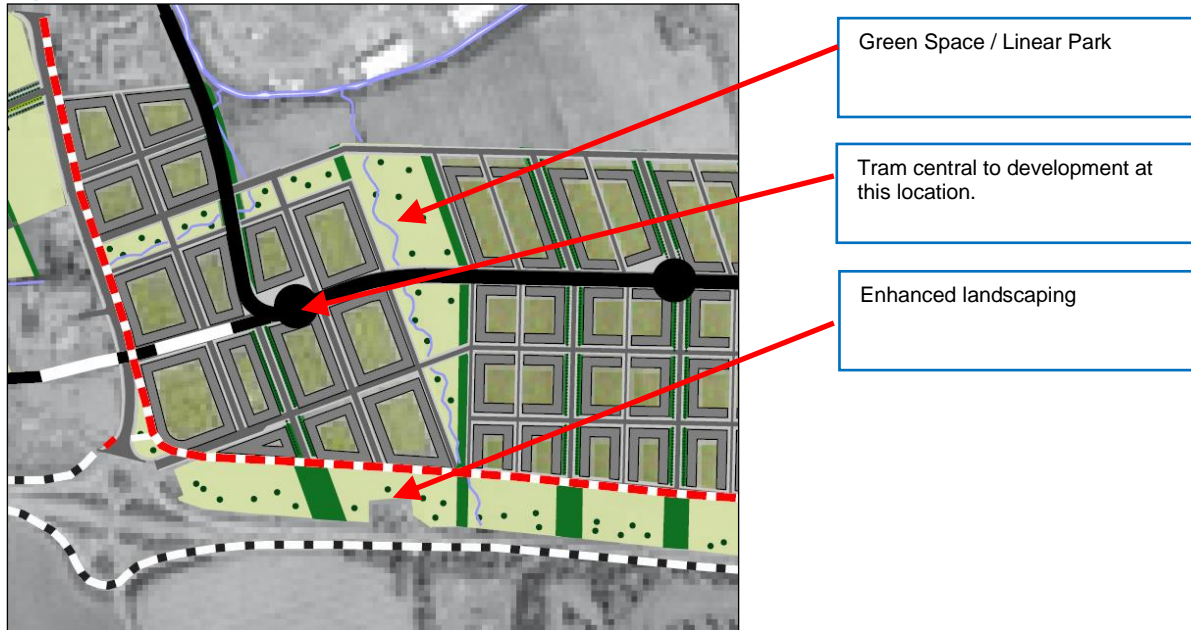 Green Space / Linear Park
Tram central to development at
this location.
Enhanced landscaping